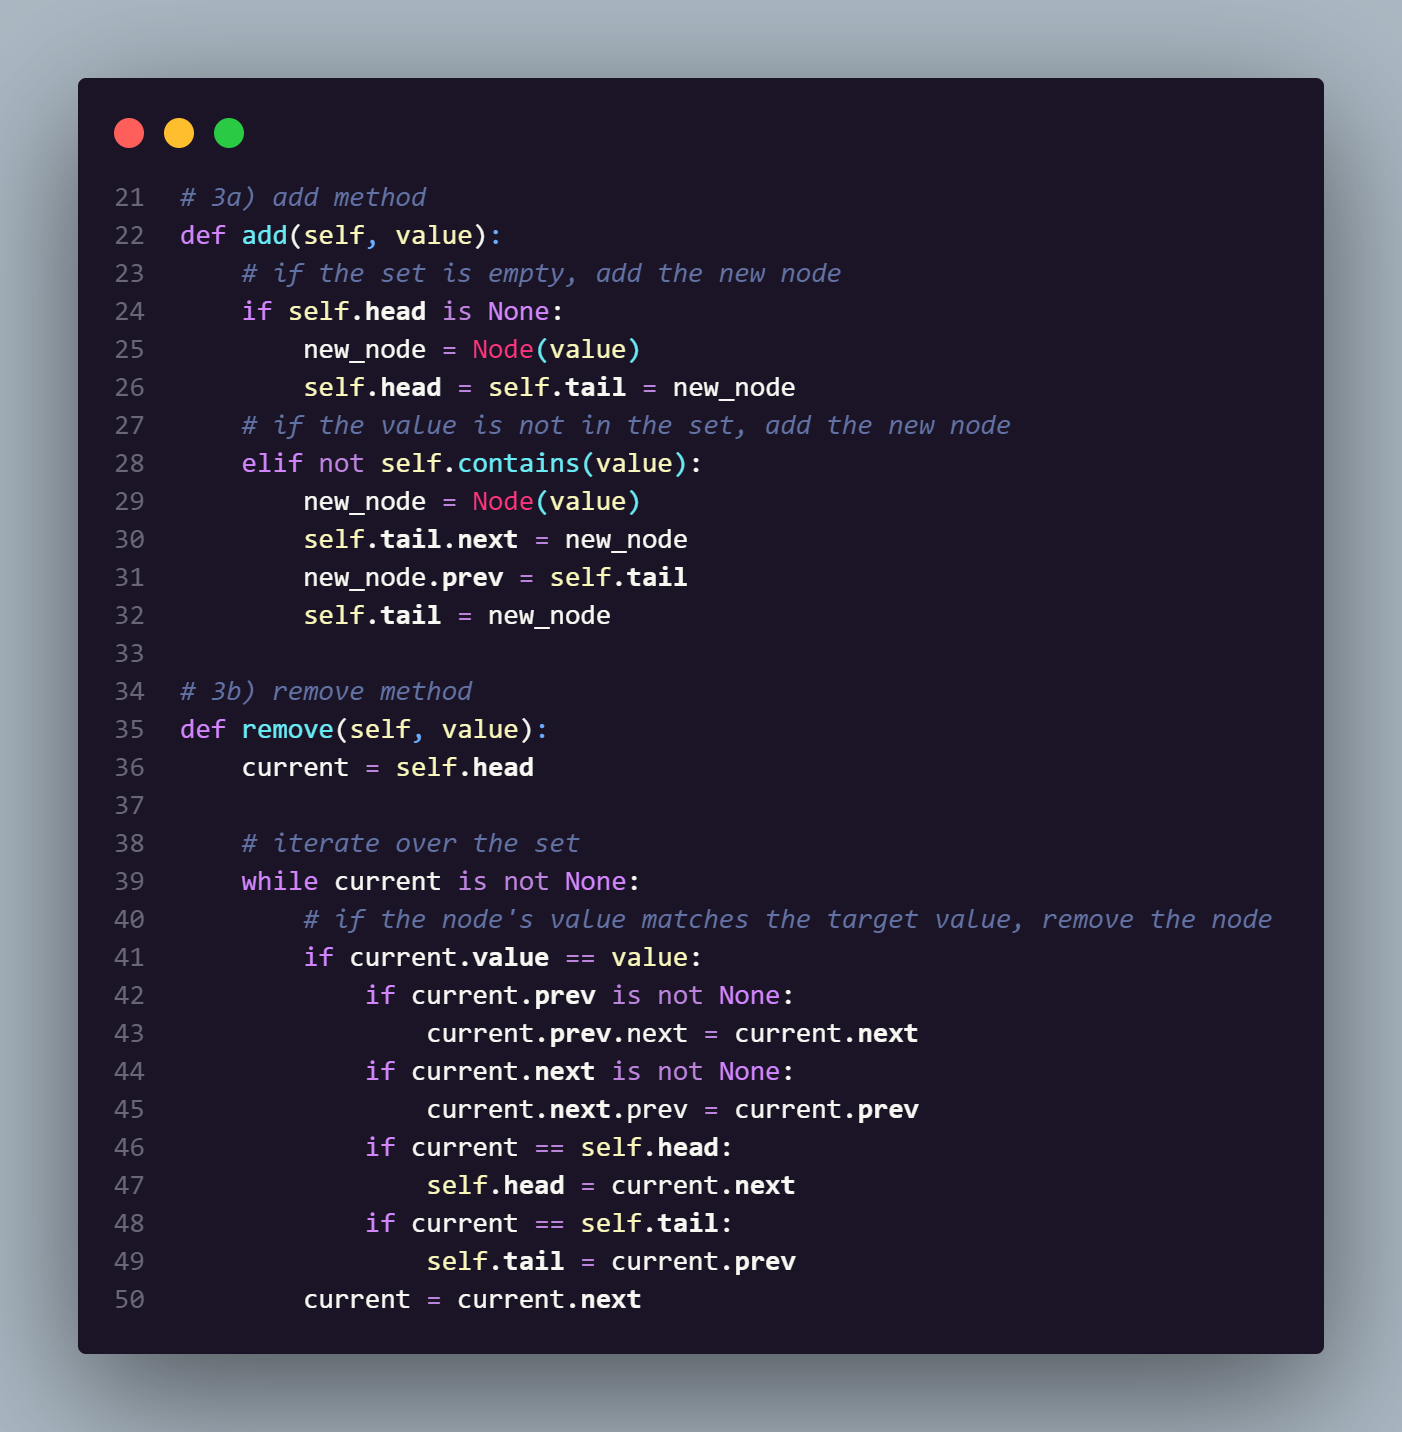 21 # 3a) add method
22 def add(self, value):
23     # if the set is empty, add the new node
24     if self.head is None:
25         new_node = Node(value)
26         self.head = self.tail = new_node
27     # if the value is not in the set, add the new node
28     elif not self.contains(value):
29         new_node = Node(value)
30         self.tail.next = new_node
31         new_node.prev = self.tail
32         self.tail = new_node
33
34 # 3b) remove method
35 def remove(self, value):
36     current = self.head
37
38     # iterate over the set
39     while current is not None:
40         # if the node's value matches the target value, remove the node
41         if current.value == value:
42             if current.prev is not None:
43                 current.prev.next = current.next
44             if current.next is not None:
45                 current.next.prev = current.prev
46             if current == self.head:
47                 self.head = current.next
48             if current == self.tail:
49                 self.tail = current.prev
50         current = current.next